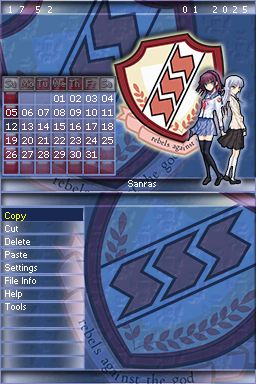 17 52 01 2025
Su Mo Tu We Th Fr Sa
01 02 03 04
05 06 07 08 09 10 11
12 13 14 15 16 17 18
19 20 21 22 23 24 25
26 27 28 29 30 31
rebels against
Sanras
Copy
Cut
Delete
Paste
Settings
File Info
Help
Tools
rebels against the god